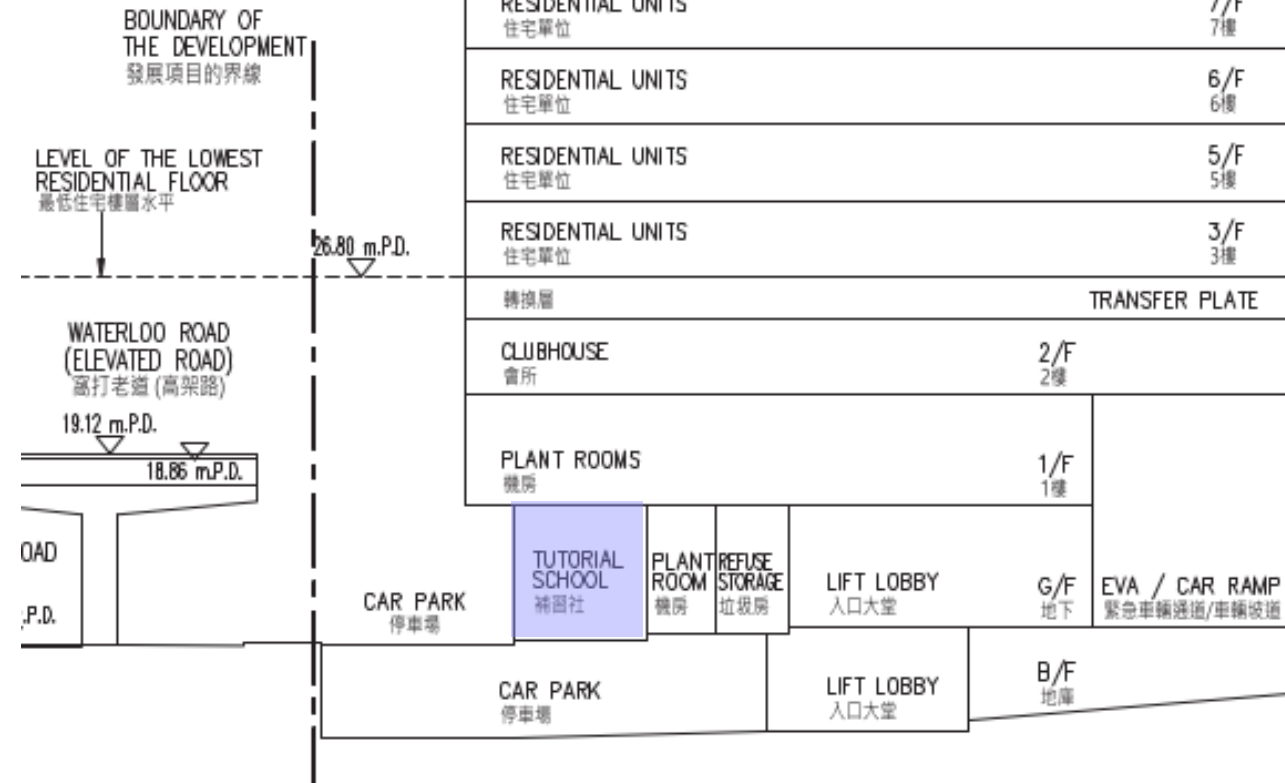 BOUNDARY OF
THE DEVELOPMENT
發展項目的界線
LEVEL OF THE LOWEST
RESIDENTIAL FLOOR
最低住宅樓層水平
26.80 m.P.D.
WATERLOO ROAD
(ELEVATED ROAD)
窩打老道 (高架路)
19.12 m.P.D.
18.86 m.P.D.
OAD
.P.D.
RESIDENTIAL UNITS 7/F
住宅單位 7樓
RESIDENTIAL UNITS 6/F
住宅單位 6樓
RESIDENTIAL UNITS 5/F
住宅單位 5樓
RESIDENTIAL UNITS 3/F
住宅單位 3樓
轉換層 TRANSFER PLATE
CLUBHOUSE 2/F
會所 2樓
PLANT ROOMS 1/F
機房 1樓
CAR PARK
停車場
TUTORIAL
SCHOOL
補習社
PLANT
ROOM
機房
REFUSE
STORAGE
垃圾房
LIFT LOBBY G/F
入口大堂 地下
EVA / CAR RAMP
緊急車輛通道/車輛坡道
CAR PARK
停車場
LIFT LOBBY
入口大堂
B/F
地庫